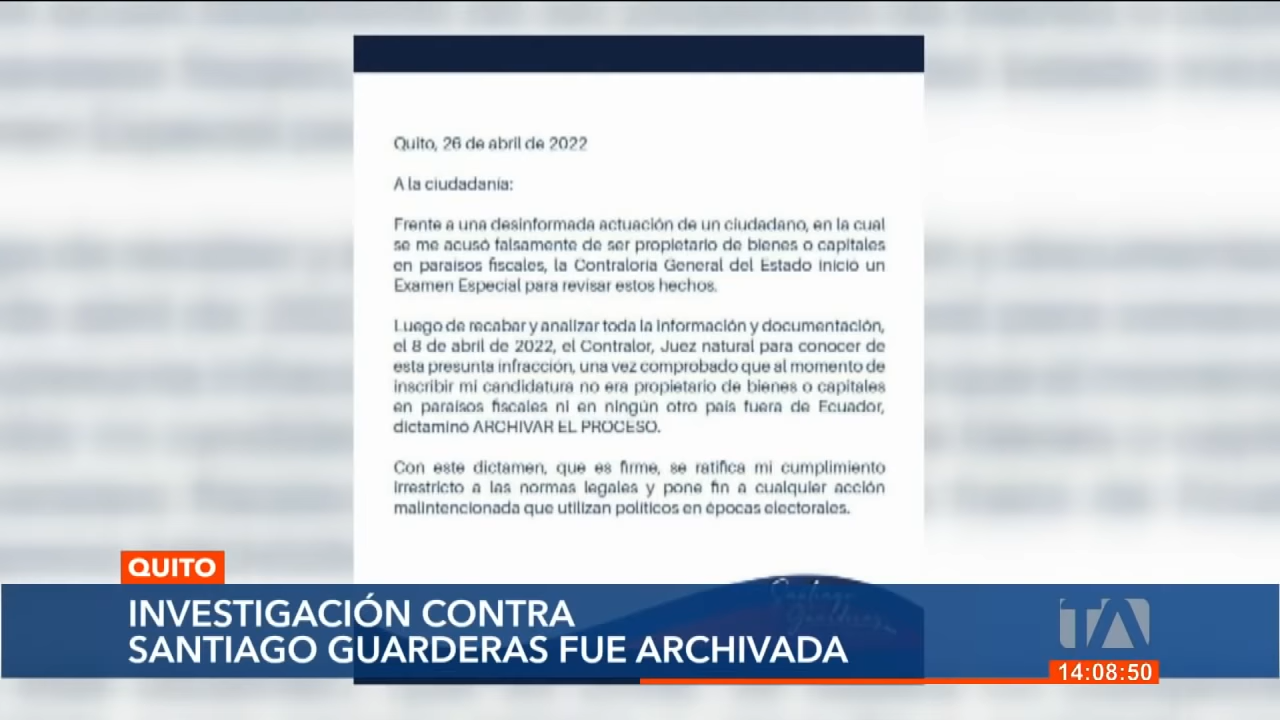 Quito, 26 de abril de 2022
A la ciudadanía:
Frente a una desinformada actuación de un ciudadano, en la cual
se me acusó falsamente de ser propietario de bienes o capitales
en paraísos fiscales, la Contraloría General del Estado inició un
Examen Especial para revisar estos hechos.
Luego de recabar y analizar toda la información y documentación,
el 8 de abril de 2022, el Contralor, Juez natural para conocer de
esta presunta infracción, una vez comprobado que al momento de
inscribir mi candidatura no era propietario de bienes o capitales
en paraísos fiscales ni en ningún otro país fuera de Ecuador,
dictaminó ARCHIVAR EL PROCESO.
Con este dictamen, que es firme, se ratifica mi cumplimiento
irrestricto a las normas legales y pone fin a cualquier acción
malintencionada que utilizan políticos en épocas electorales.
Santiago
Guarderas
QUITO
INVESTIGACIÓN CONTRA
SANTIAGO GUARDERAS FUE ARCHIVADA
TA
14:08:50